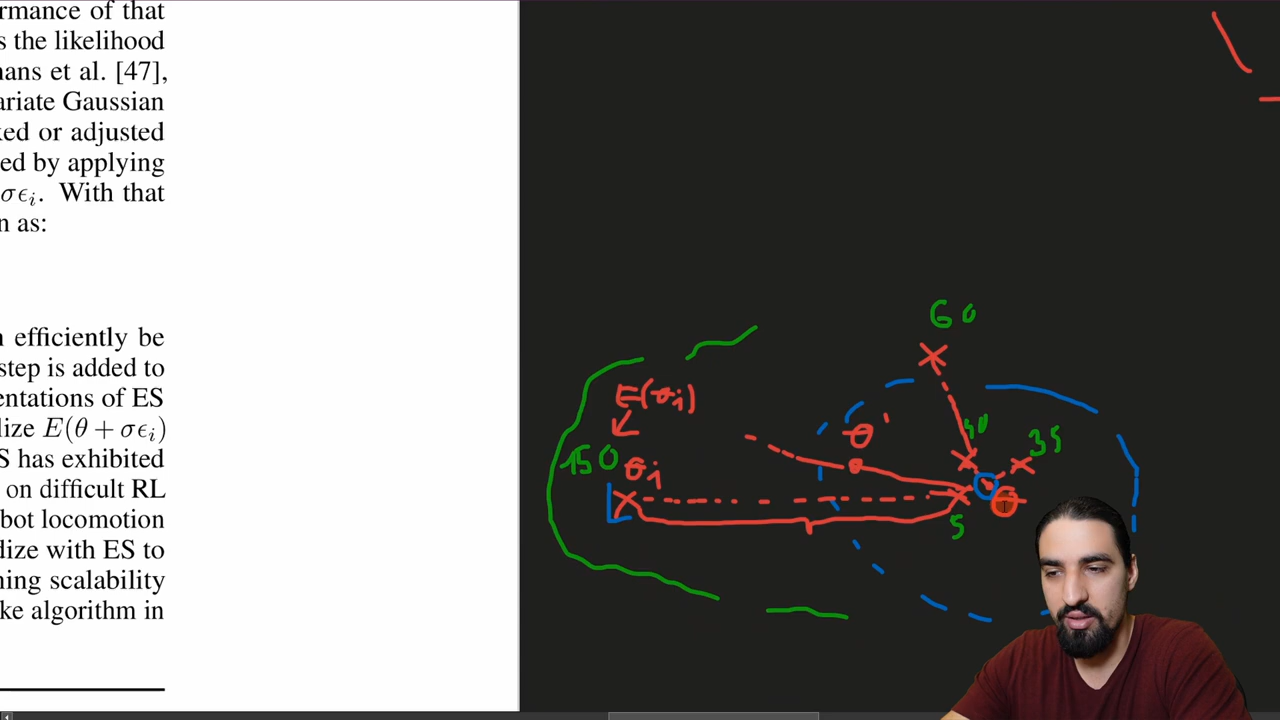 rmance of that
s the likelihood
nans et al. [47],
ariate Gaussian
ked or adjusted
ed by applying
σϵᵢ. With that
n as:
n efficiently be
step is added to
entations of ES
lize E(θ + σϵᵢ)
S has exhibited
on difficult RL
bot locomotion
dize with ES to
ning scalability
ke algorithm in
60
E(θᵢ)
θ'
40
35
150
θᵢ
θ
5